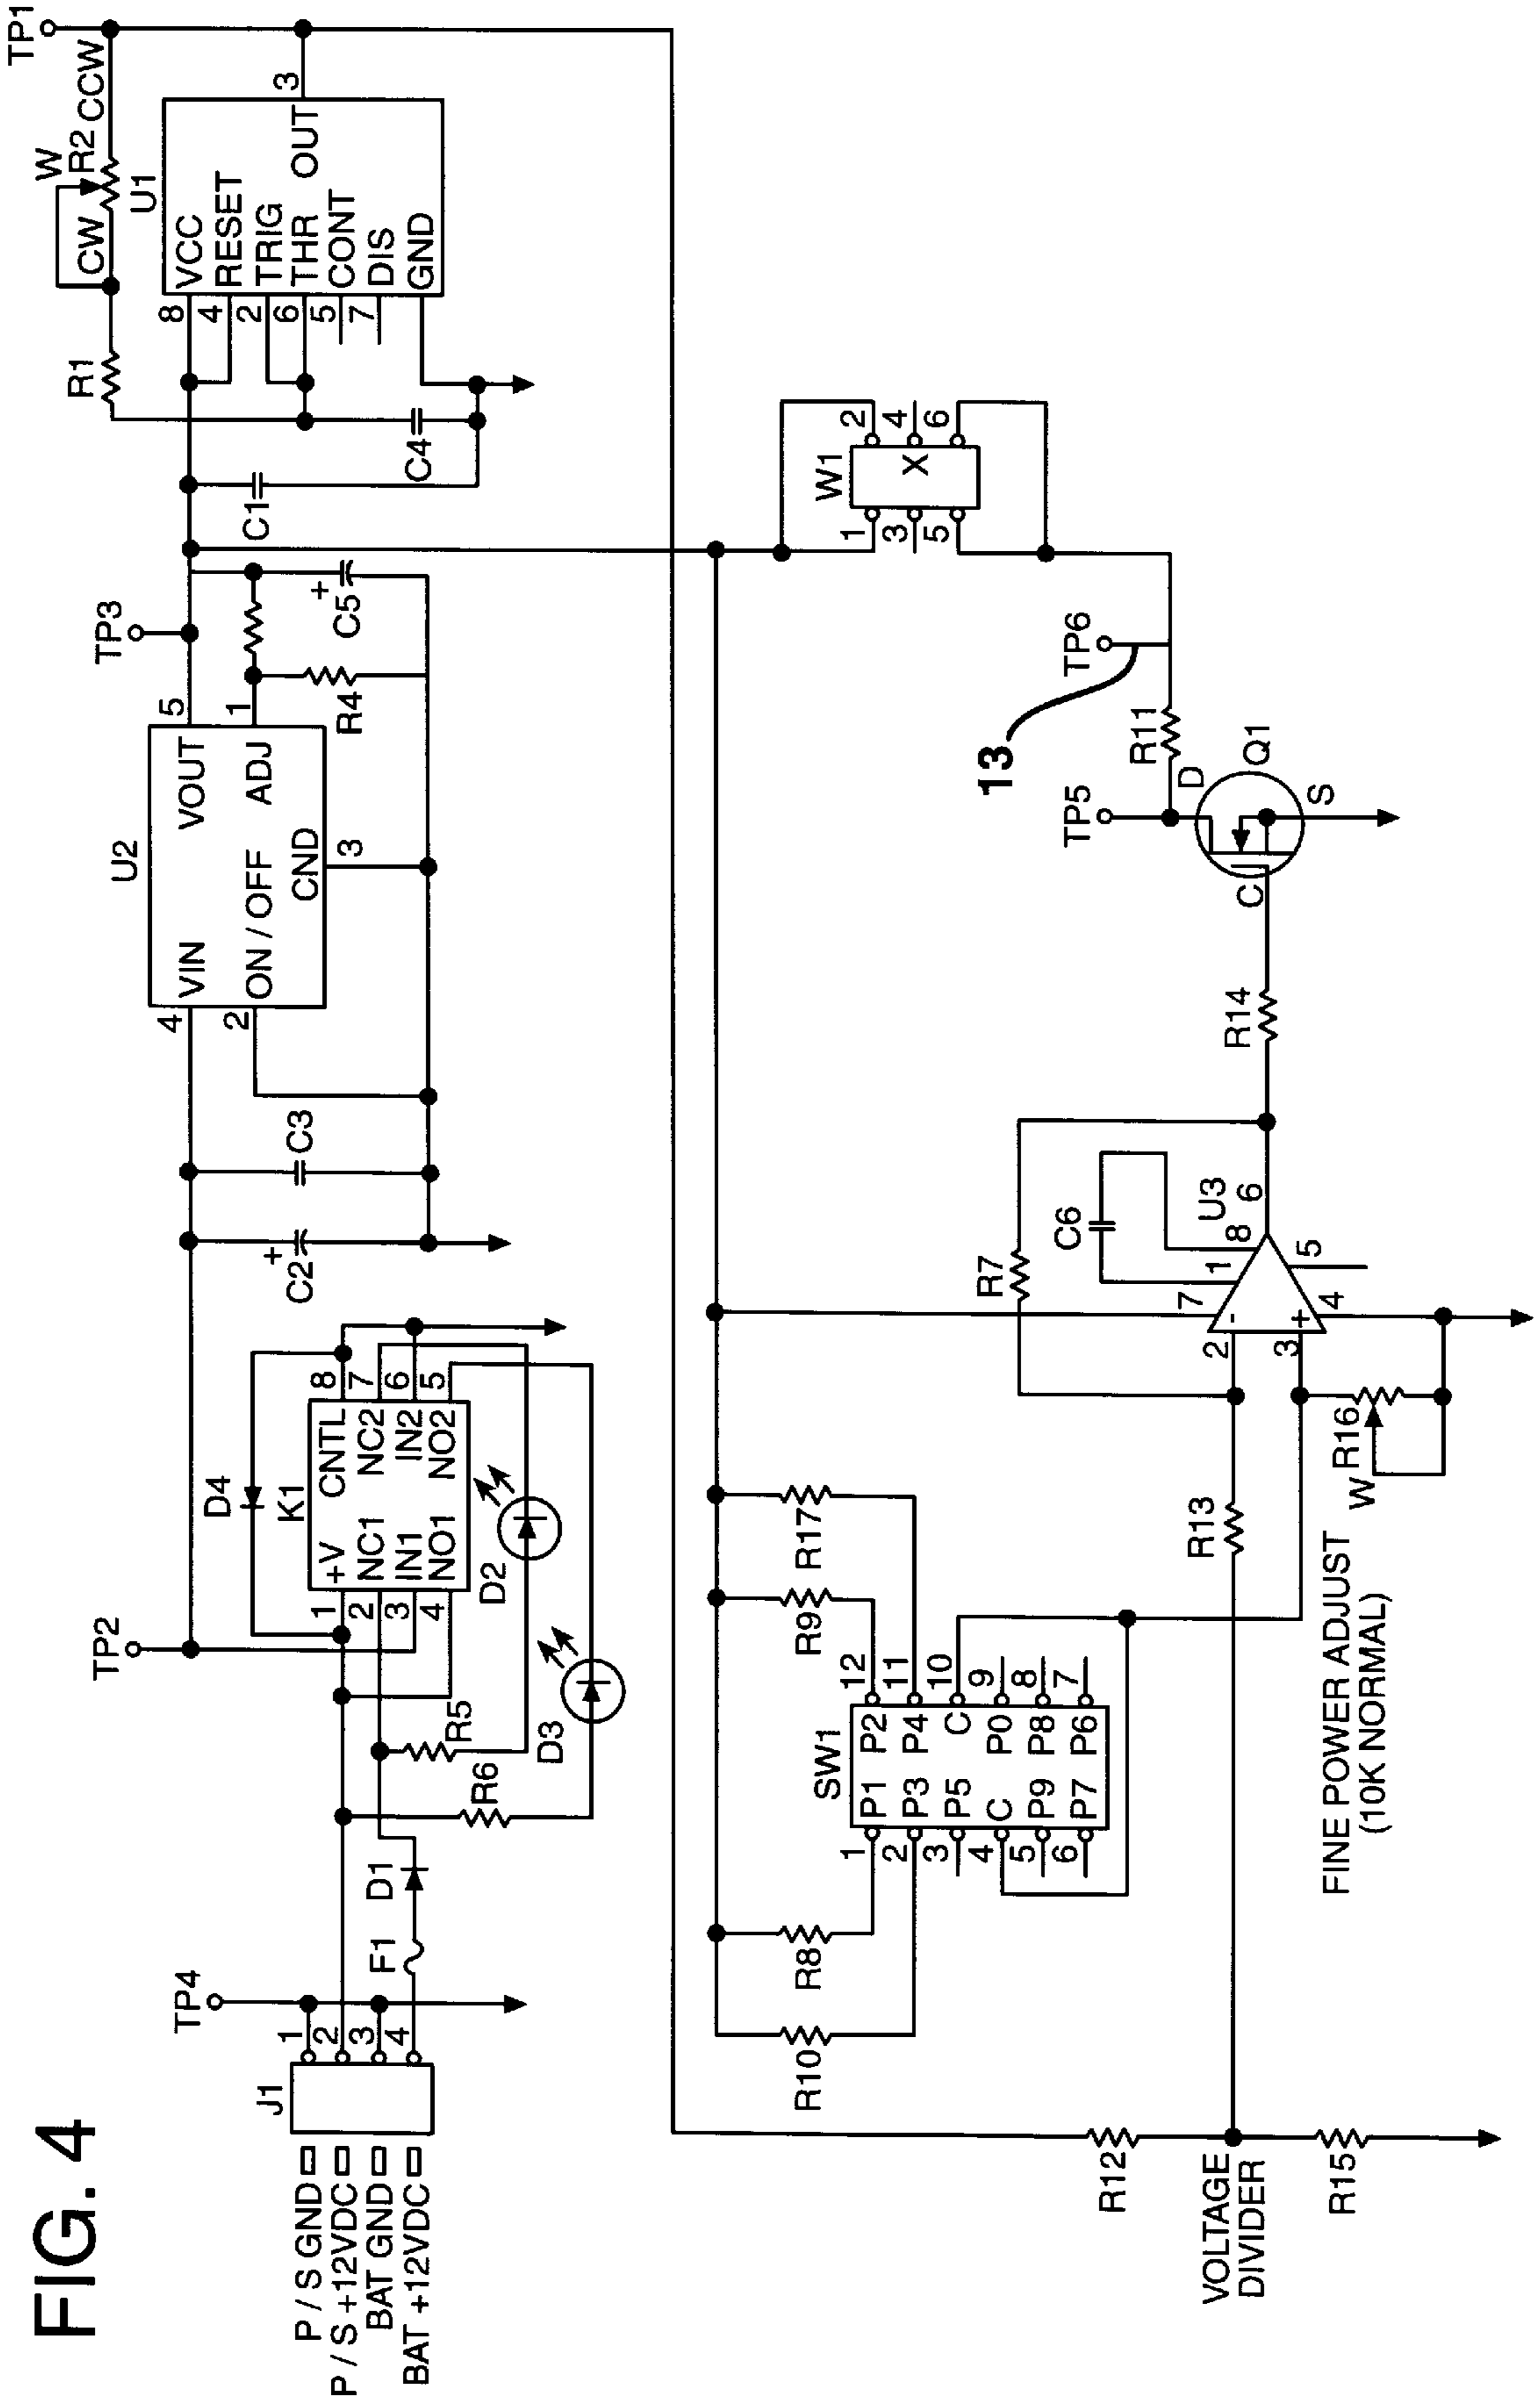 FIG. 4
P / S GND
P / S +12VDC
BAT GND
BAT +12VDC
J1
1
2
3
4
TP4
F1
D1
R6
R5
D3
D2
TP2
D4
K1
1
2
3
4
+V
NC1
IN1
NO1
CNTL
NC2
IN2
NO2
8
7
6
5
+
C2
C3
U2
4
2
VIN
ON / OFF
VOUT
ADJ
CND
3
5
1
R4
TP3
+
C5
C1
C4
R1
CW
W
R2
CCW
TP1
U1
8
4
2
6
5
7
VCC
RESET
TRIG
THR
CONT
DIS
GND
OUT
3
R10
R8
SW1
1
2
3
4
5
6
P1
P3
P5
C
P9
P7
P2
P4
C
P0
P8
P6
12
11
10
9
8
7
R9
R17
W1
1
3
5
X
2
4
6
VOLTAGE
DIVIDER
R12
R15
R13
FINE POWER ADJUST
(10K NORMAL)
W
R16
2
3
-
+
7
1
8
U3
6
4
5
R7
C6
R14
C
D
S
Q1
TP5
R11
TP6
13